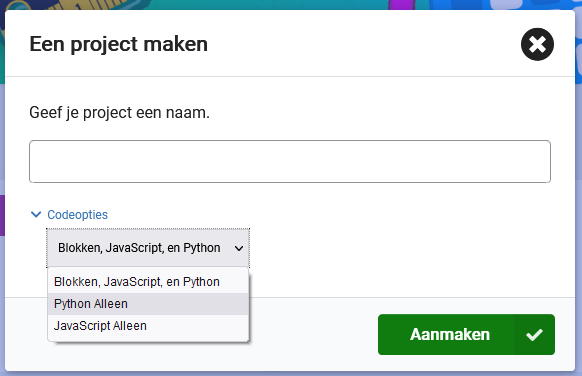 Een project maken
Geef je project een naam.
Codeopties
Blokken, JavaScript, en Python
Blokken, JavaScript, en Python
Python Alleen
JavaScript Alleen
Aanmaken